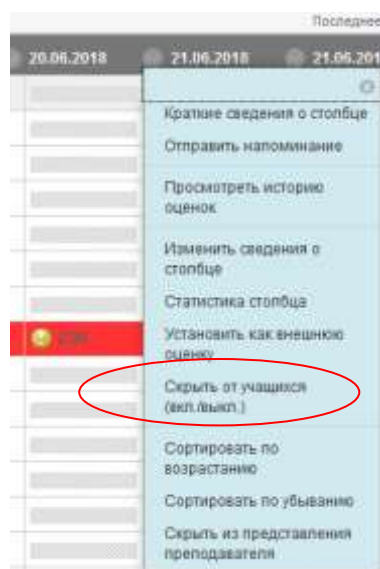 Последнее
20.06.2018 21.06.2018 21.06.201
Краткие сведения о столбце
Отправить напоминание
Просмотреть историю
оценок
Изменить сведения о
столбце
Статистика столбца
Установить как внешнюю
оценку
Скрыть от учащихся
(вкл./выкл.)
Сортировать по
возрастанию
Сортировать по убыванию
Скрыть из представления
преподавателя